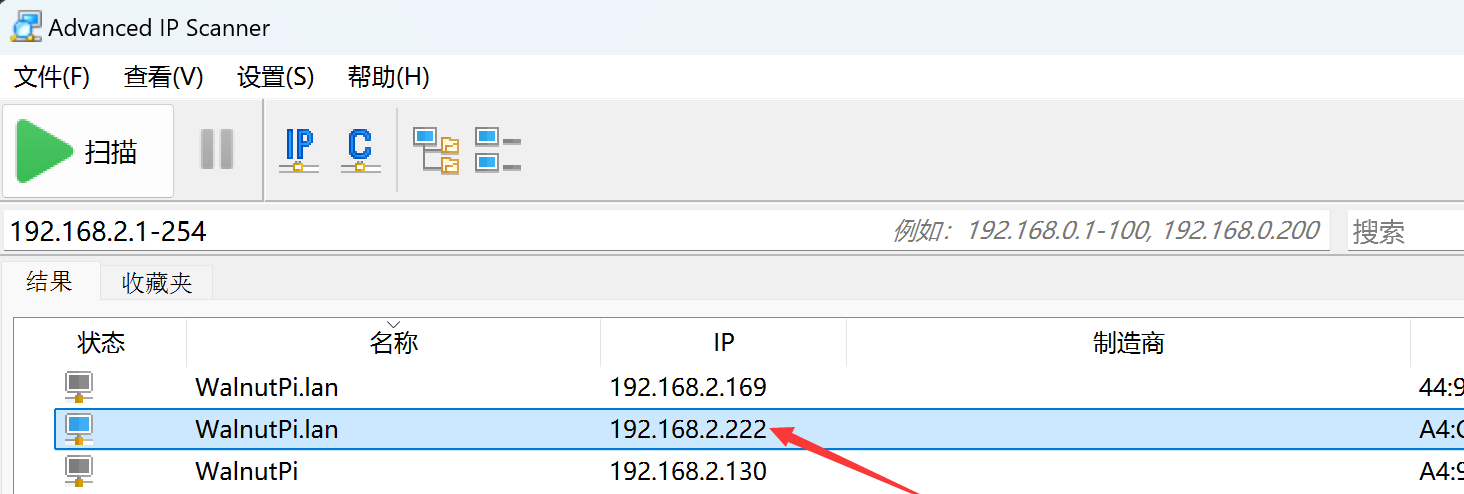 Advanced IP Scanner
文件(F) 查看(V) 设置(S) 帮助(H)
扫描 IP C
192.168.2.1-254 例如：192.168.0.1-100, 192.168.0.200 搜索
结果 收藏夹
状态 名称 IP 制造商
WalnutPi.lan 192.168.2.169 44:9
WalnutPi.lan 192.168.2.222 A4:
WalnutPi 192.168.2.130 A4:9